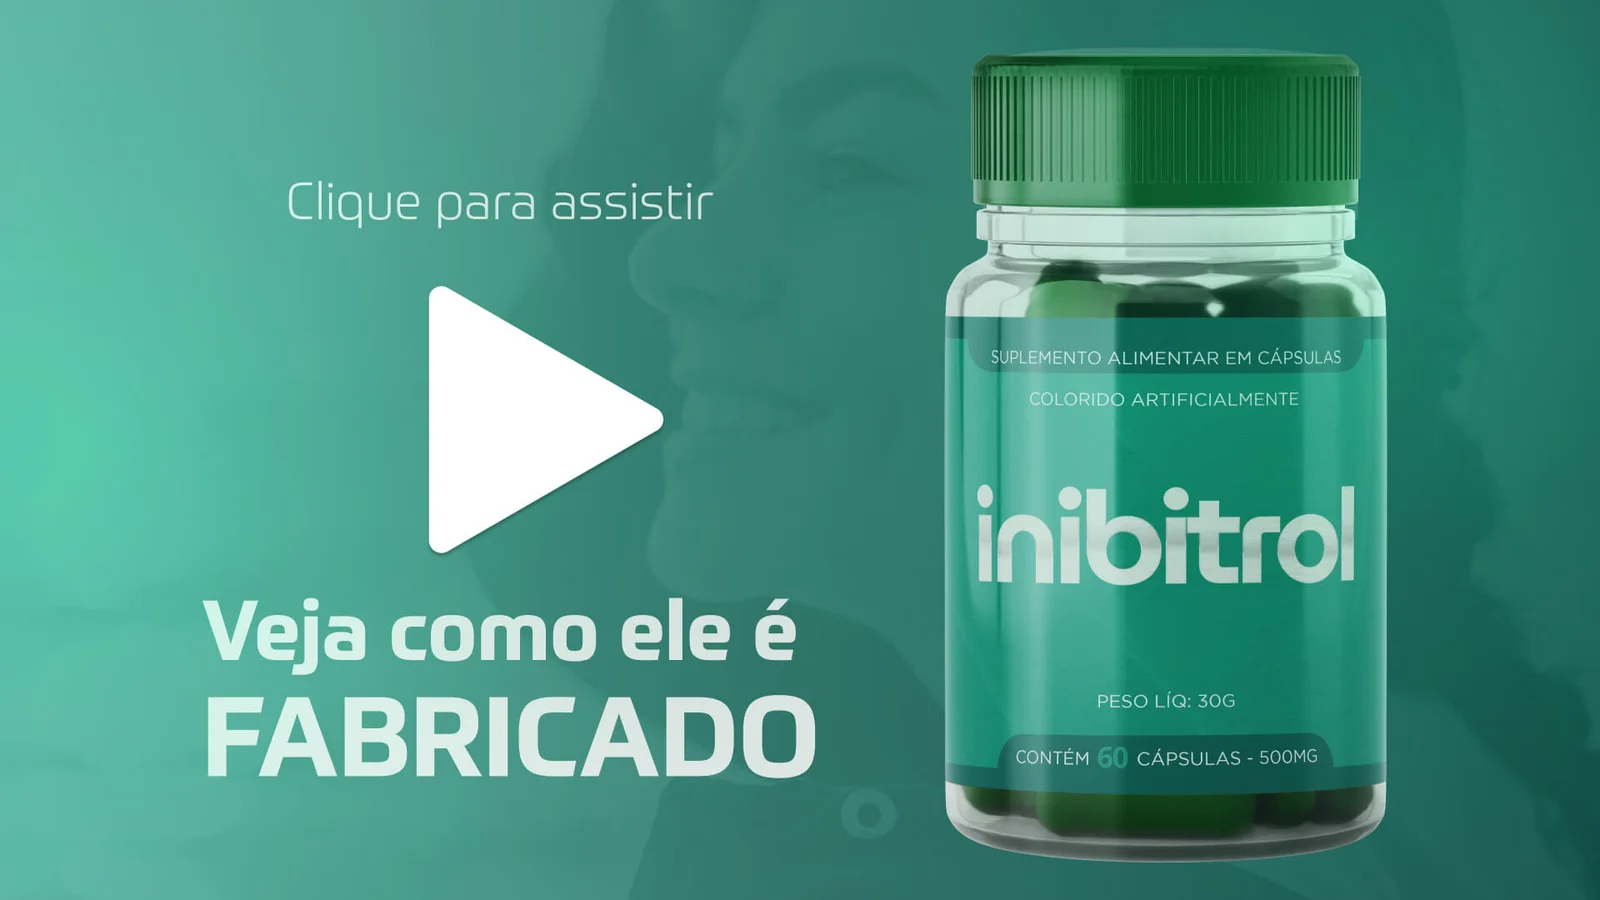 Clique para assistir
Veja como ele é
FABRICADO
SUPLEMENTO ALIMENTAR EM CÁPSULAS
COLORIDO ARTIFICIALMENTE
inibitrol
PESO LÍQ: 30G
CONTÉM 60 CÁPSULAS - 500MG